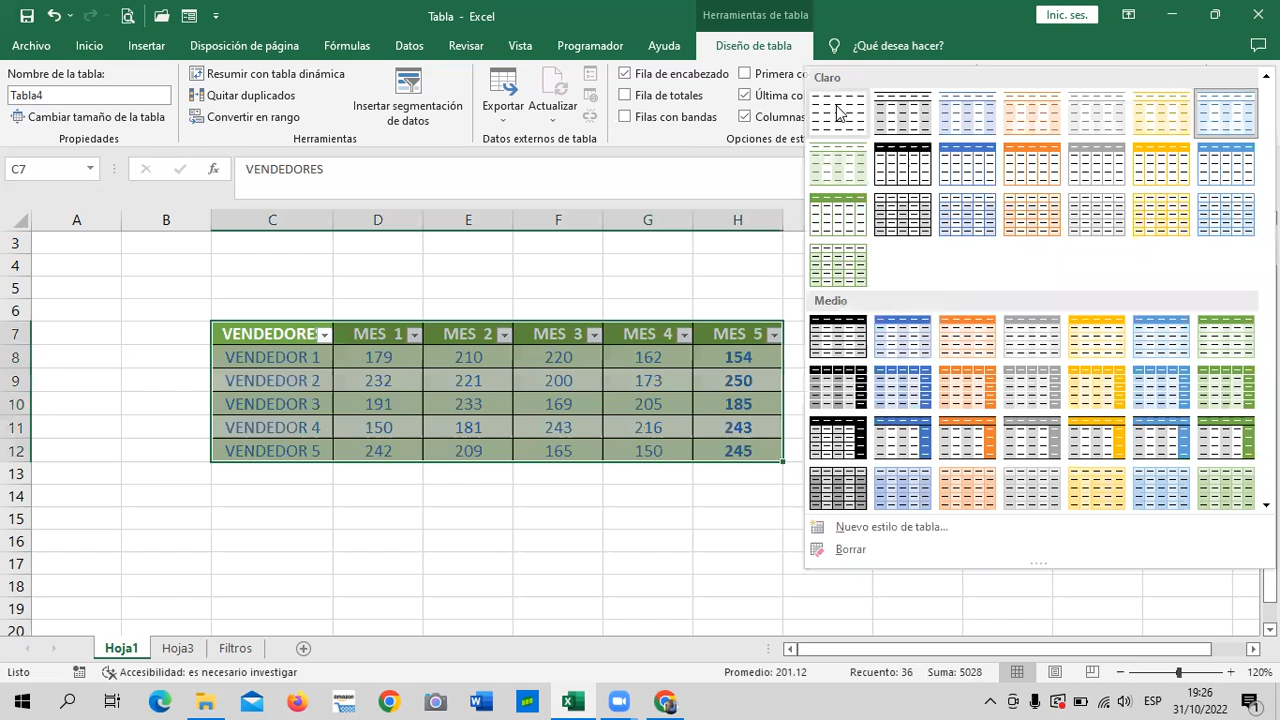 Tabla - Excel
Herramientas de tabla
Inic. ses.
Archivo Inicio Insertar Disposición de página Fórmulas Datos Revisar Vista Programador Ayuda Diseño de tabla ¿Qué desea hacer?
Nombre de la tabla:
Tabla4
Cambiar tamaño de la tabla
Propiedades
Resumir con tabla dinámica
Quitar duplicados
Convertir en rango
Insertar segmentación
de datos
Herramientas
Exportar Actualizar
Datos externos de tabla
Fila de encabezado
Fila de totales
Filas con bandas
Primera c
Última co
Columnas
Opciones de es
Claro
Medio
Nuevo estilo de tabla...
Borrar
C7 fx VENDEDORES
A B C D E F G H
3
4
5
6
7 VENDEDORE MES 1 MES 2 MES 3 MES 4 MES 5
8 VENDEDOR 1 179 210 220 162 154
9 VENDEDOR 2 232 221 200 173 250
10 VENDEDOR 3 191 233 169 205 185
11 VENDEDOR 4 150 181 243 216 243
12 VENDEDOR 5 242 209 165 150 245
13
14
15
16
17
18
19
20
Hoja1 Hoja3 Filtros
Listo Accesibilidad: es necesario investigar Promedio: 201,12 Recuento: 36 Suma: 5028 120%
ESP
19:26
31/10/2022